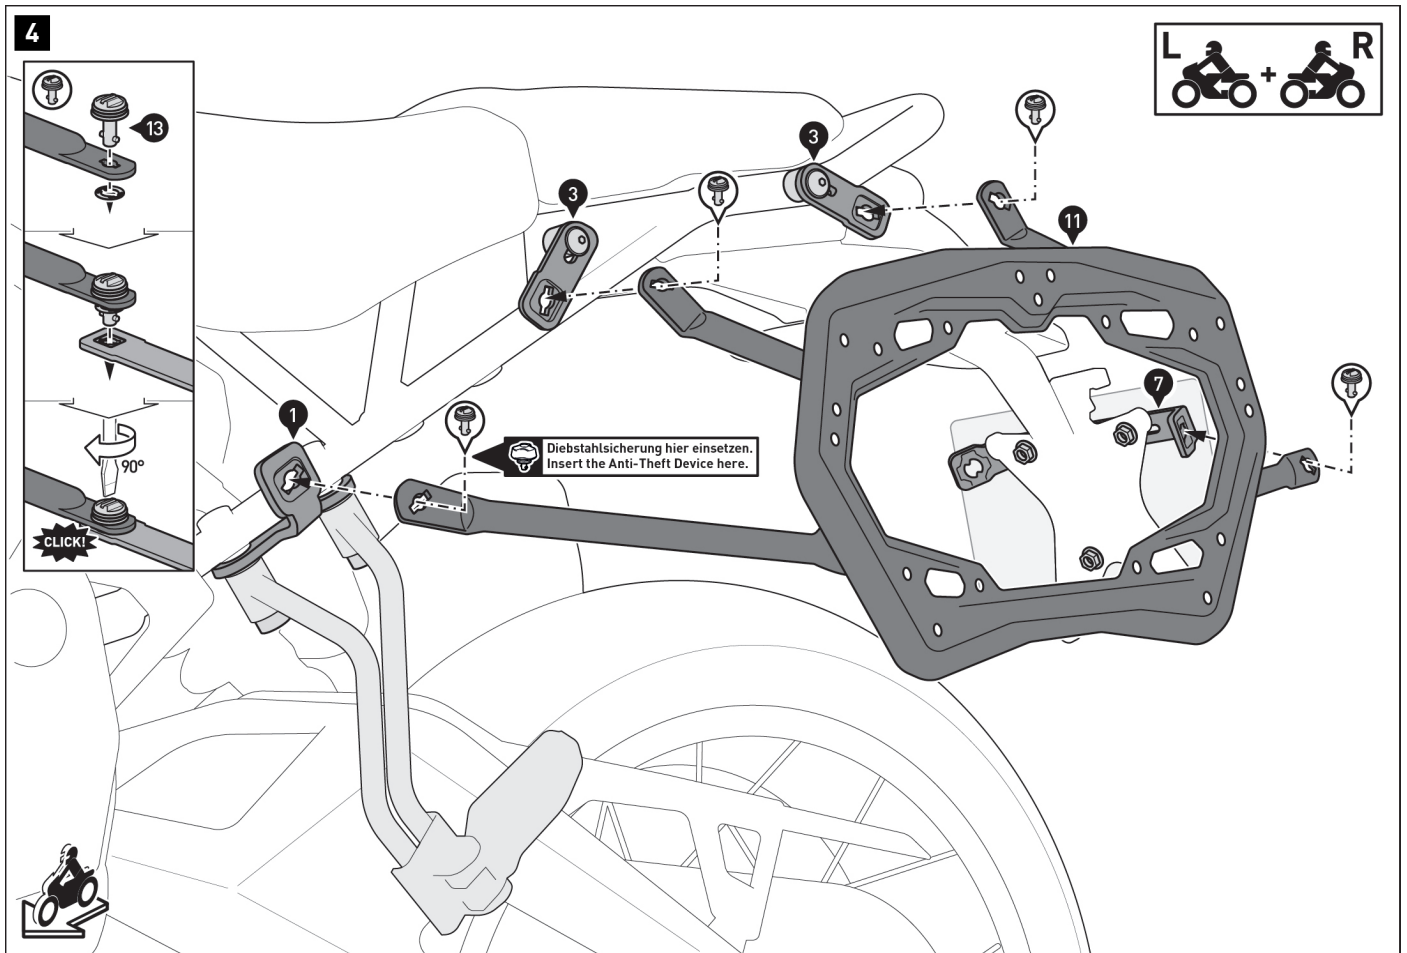 4
L + R
13
3
3
11
7
1
Diebstahlsicherung hier einsetzen.
Insert the Anti-Theft Device here.
90°
CLICK!